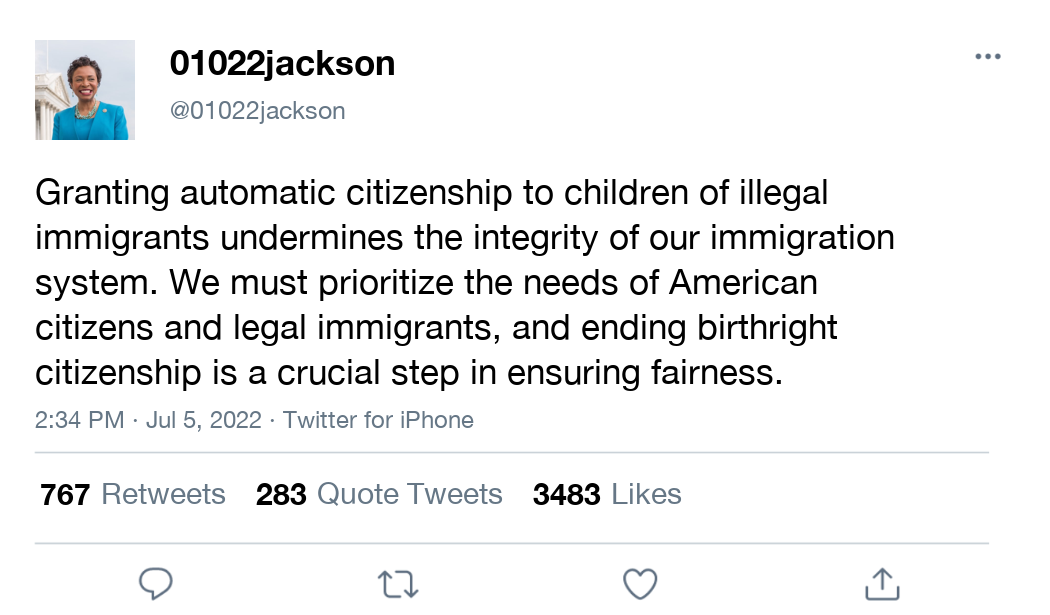 01022jackson
@01022jackson
Granting automatic citizenship to children of illegal
immigrants undermines the integrity of our immigration
system. We must prioritize the needs of American
citizens and legal immigrants, and ending birthright
citizenship is a crucial step in ensuring fairness.
2:34 PM · Jul 5, 2022 · Twitter for iPhone
767 Retweets 283 Quote Tweets 3483 Likes